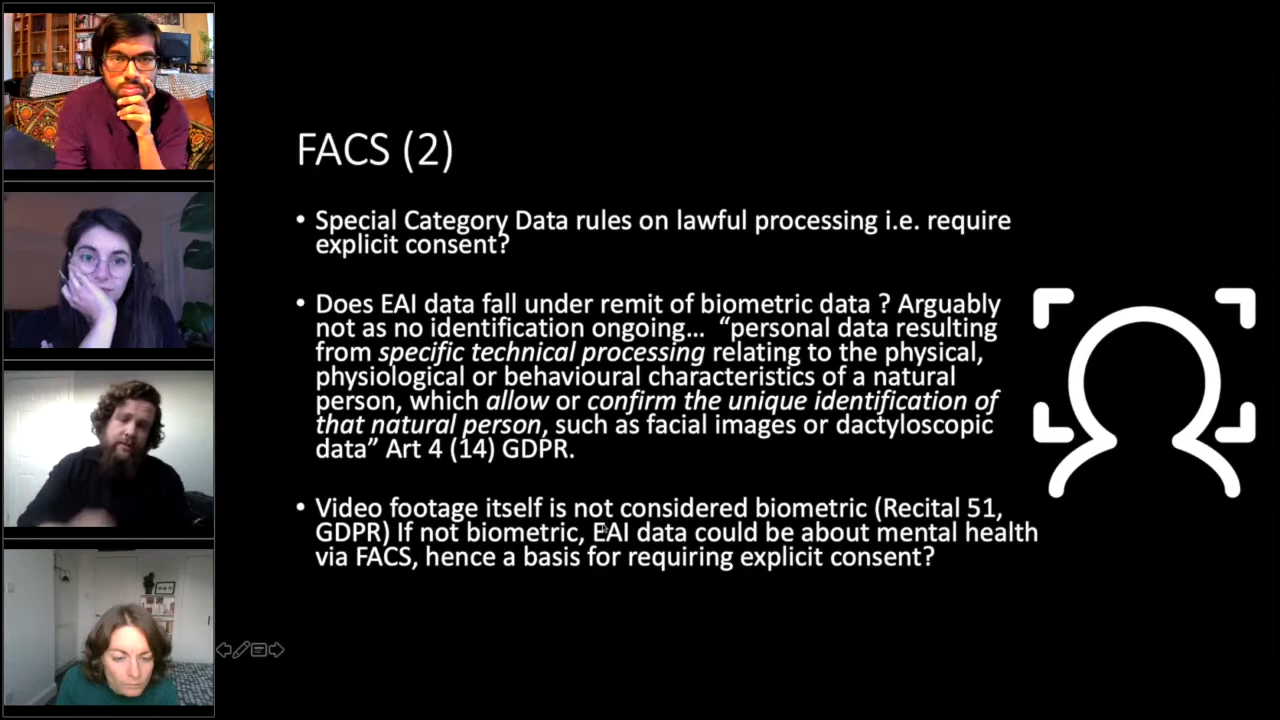 FACS (2)
• Special Category Data rules on lawful processing i.e. require
explicit consent?
• Does EAI data fall under remit of biometric data ? Arguably
not as no identification ongoing… “personal data resulting
from specific technical processing relating to the physical,
physiological or behavioural characteristics of a natural
person, which allow or confirm the unique identification of
that natural person, such as facial images or dactyloscopic
data” Art 4 (14) GDPR.
• Video footage itself is not considered biometric (Recital 51,
GDPR) If not biometric, EAI data could be about mental health
via FACS, hence a basis for requiring explicit consent?